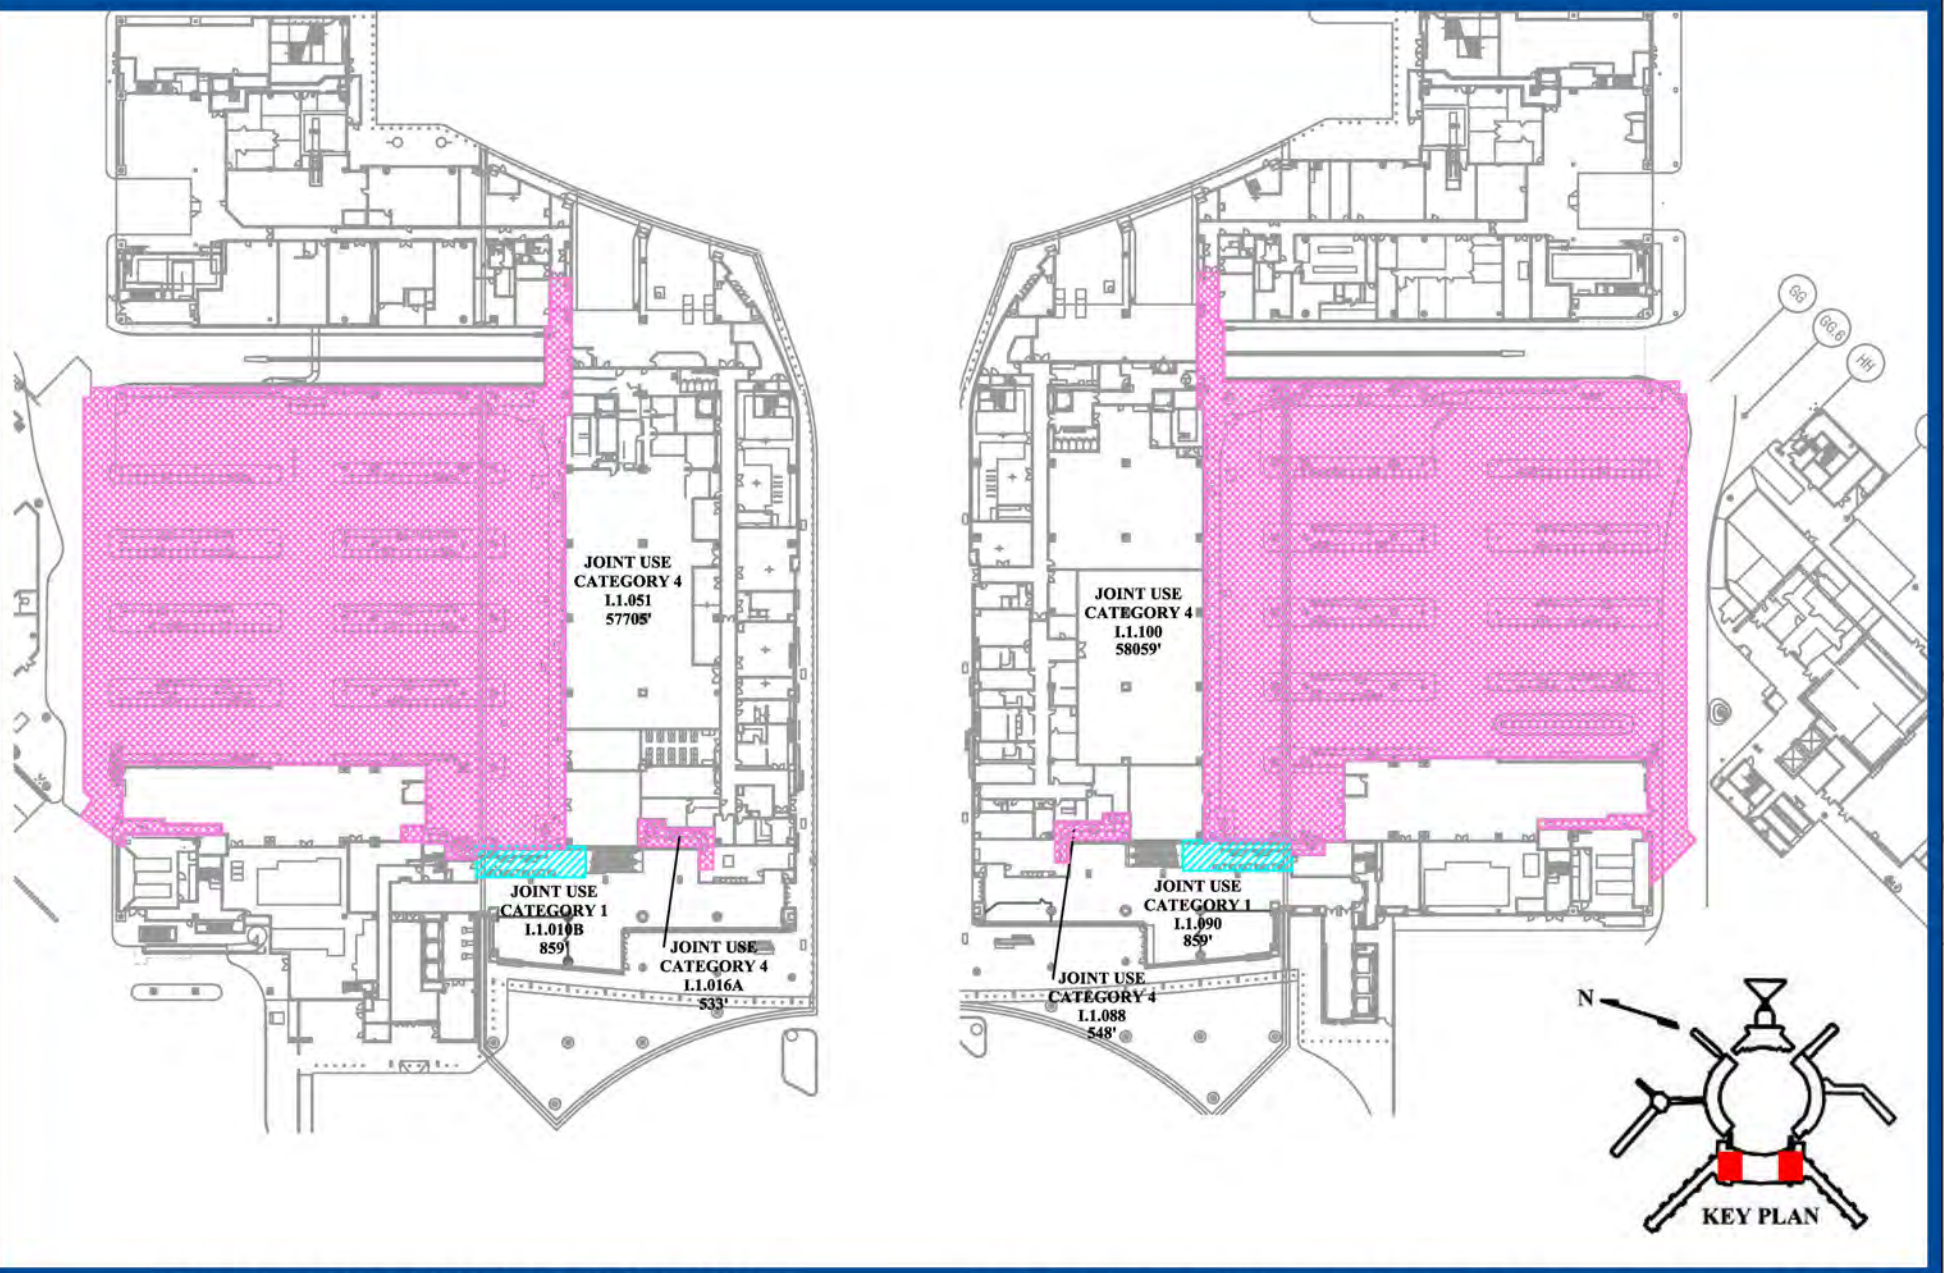 GG
GG.6
HH
JOINT USE
CATEGORY 4
I.1.051
57705'
JOINT USE
CATEGORY 4
I.1.100
58059'
JOINT USE
CATEGORY 1
I.1.010B
859'
JOINT USE
CATEGORY 4
I.1.016A
533'
JOINT USE
CATEGORY 1
I.1.090
859'
JOINT USE
CATEGORY 4
I.1.088
548'
N
KEY PLAN